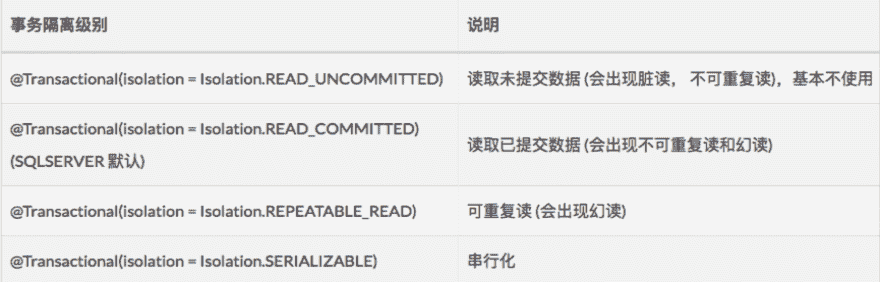 事务隔离级别 说明
@Transactional(isolation = Isolation.READ_UNCOMMITTED) 读取未提交数据 (会出现脏读， 不可重复读)，基本不使用
@Transactional(isolation = Isolation.READ_COMMITTED)
(SQLSERVER 默认)
读取已提交数据 (会出现不可重复读和幻读)
@Transactional(isolation = Isolation.REPEATABLE_READ) 可重复读 (会出现幻读)
@Transactional(isolation = Isolation.SERIALIZABLE) 串行化